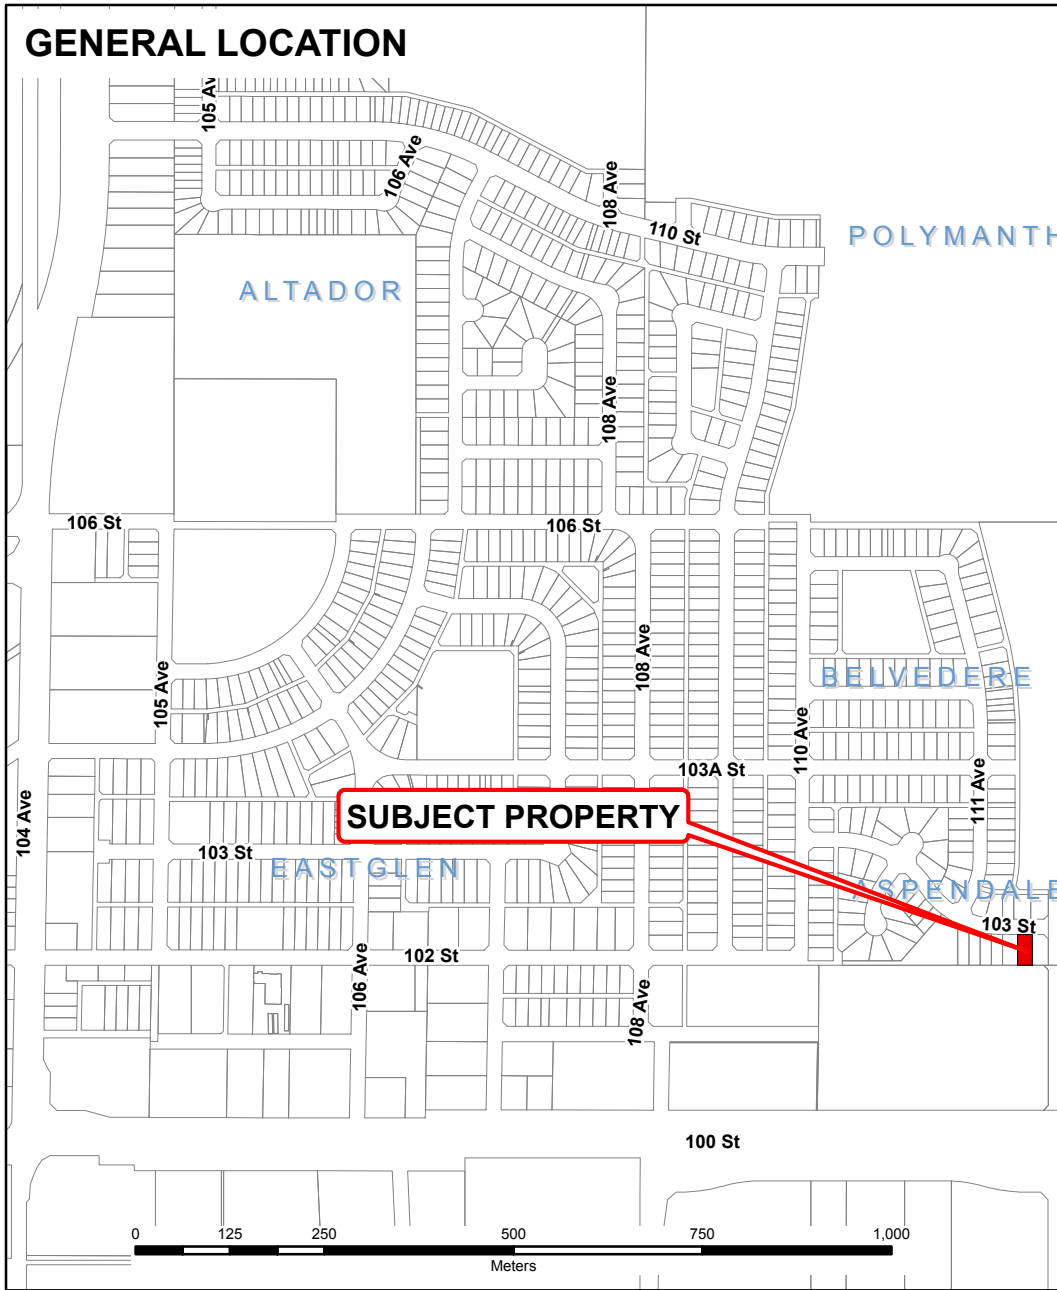 GENERAL LOCATION
105 Av
106 Ave
108 Ave
110 St
POLYMANTH
ALTADOR
108 Ave
106 St
106 St
108 Ave
105 Ave
BELVEDERE
110 Ave
103A St
111 Ave
104 Ave
SUBJECT PROPERTY
103 St
EASTGLEN
ASPENDALE
103 St
102 St
106 Ave
108 Ave
100 St
0 125 250 500 750 1,000
Meters